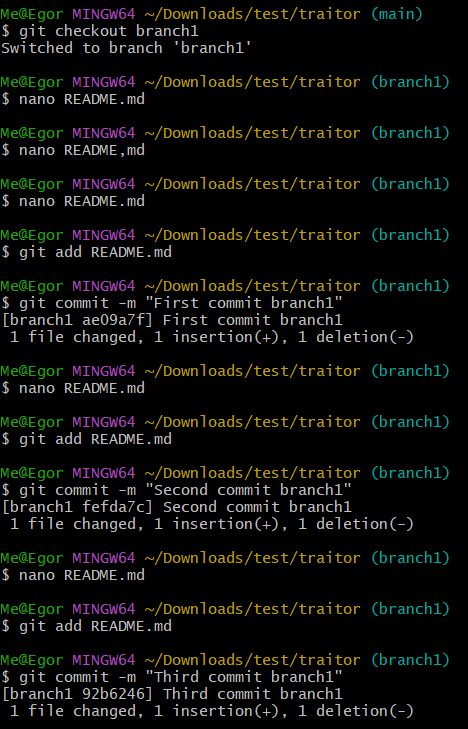 Me@Egor MINGW64 ~/Downloads/test/traitor (main)
$ git checkout branch1
Switched to branch 'branch1'
Me@Egor MINGW64 ~/Downloads/test/traitor (branch1)
$ nano README.md
Me@Egor MINGW64 ~/Downloads/test/traitor (branch1)
$ nano README,md
Me@Egor MINGW64 ~/Downloads/test/traitor (branch1)
$ nano README.md
Me@Egor MINGW64 ~/Downloads/test/traitor (branch1)
$ git add README.md
Me@Egor MINGW64 ~/Downloads/test/traitor (branch1)
$ git commit -m "First commit branch1"
[branch1 ae09a7f] First commit branch1
 1 file changed, 1 insertion(+), 1 deletion(-)
Me@Egor MINGW64 ~/Downloads/test/traitor (branch1)
$ nano README.md
Me@Egor MINGW64 ~/Downloads/test/traitor (branch1)
$ git add README.md
Me@Egor MINGW64 ~/Downloads/test/traitor (branch1)
$ git commit -m "Second commit branch1"
[branch1 fefda7c] Second commit branch1
 1 file changed, 1 insertion(+), 1 deletion(-)
Me@Egor MINGW64 ~/Downloads/test/traitor (branch1)
$ nano README.md
Me@Egor MINGW64 ~/Downloads/test/traitor (branch1)
$ git add README.md
Me@Egor MINGW64 ~/Downloads/test/traitor (branch1)
$ git commit -m "Third commit branch1"
[branch1 92b6246] Third commit branch1
 1 file changed, 1 insertion(+), 1 deletion(-)